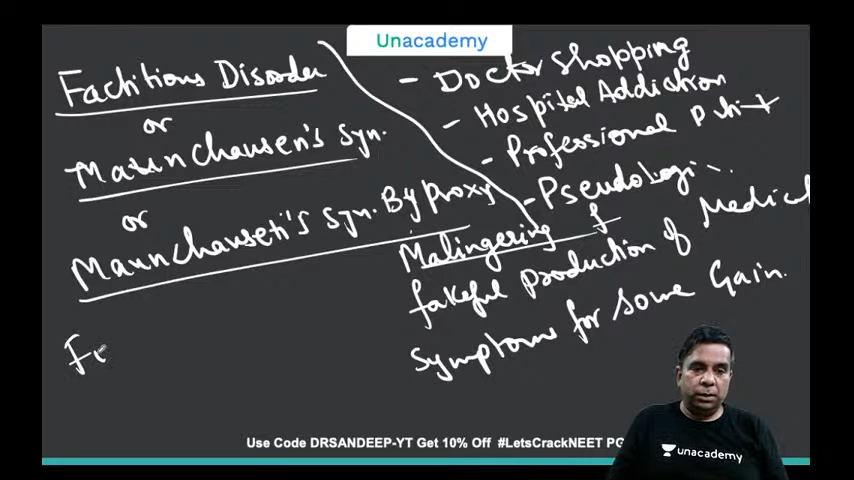 Unacademy
Factitious Disorder
or
Maunchausen's Syn.
or
Maunchausen's Syn. By Proxy
- Doctor Shopping
- Hospital Addiction
- Professional
- Pseudologi
Malingering
fakeful production of Medical
symptoms for some Gain.
unacademy
Use Code DRSANDEEP-YT Get 10% Off #LetsCrackNEET PG